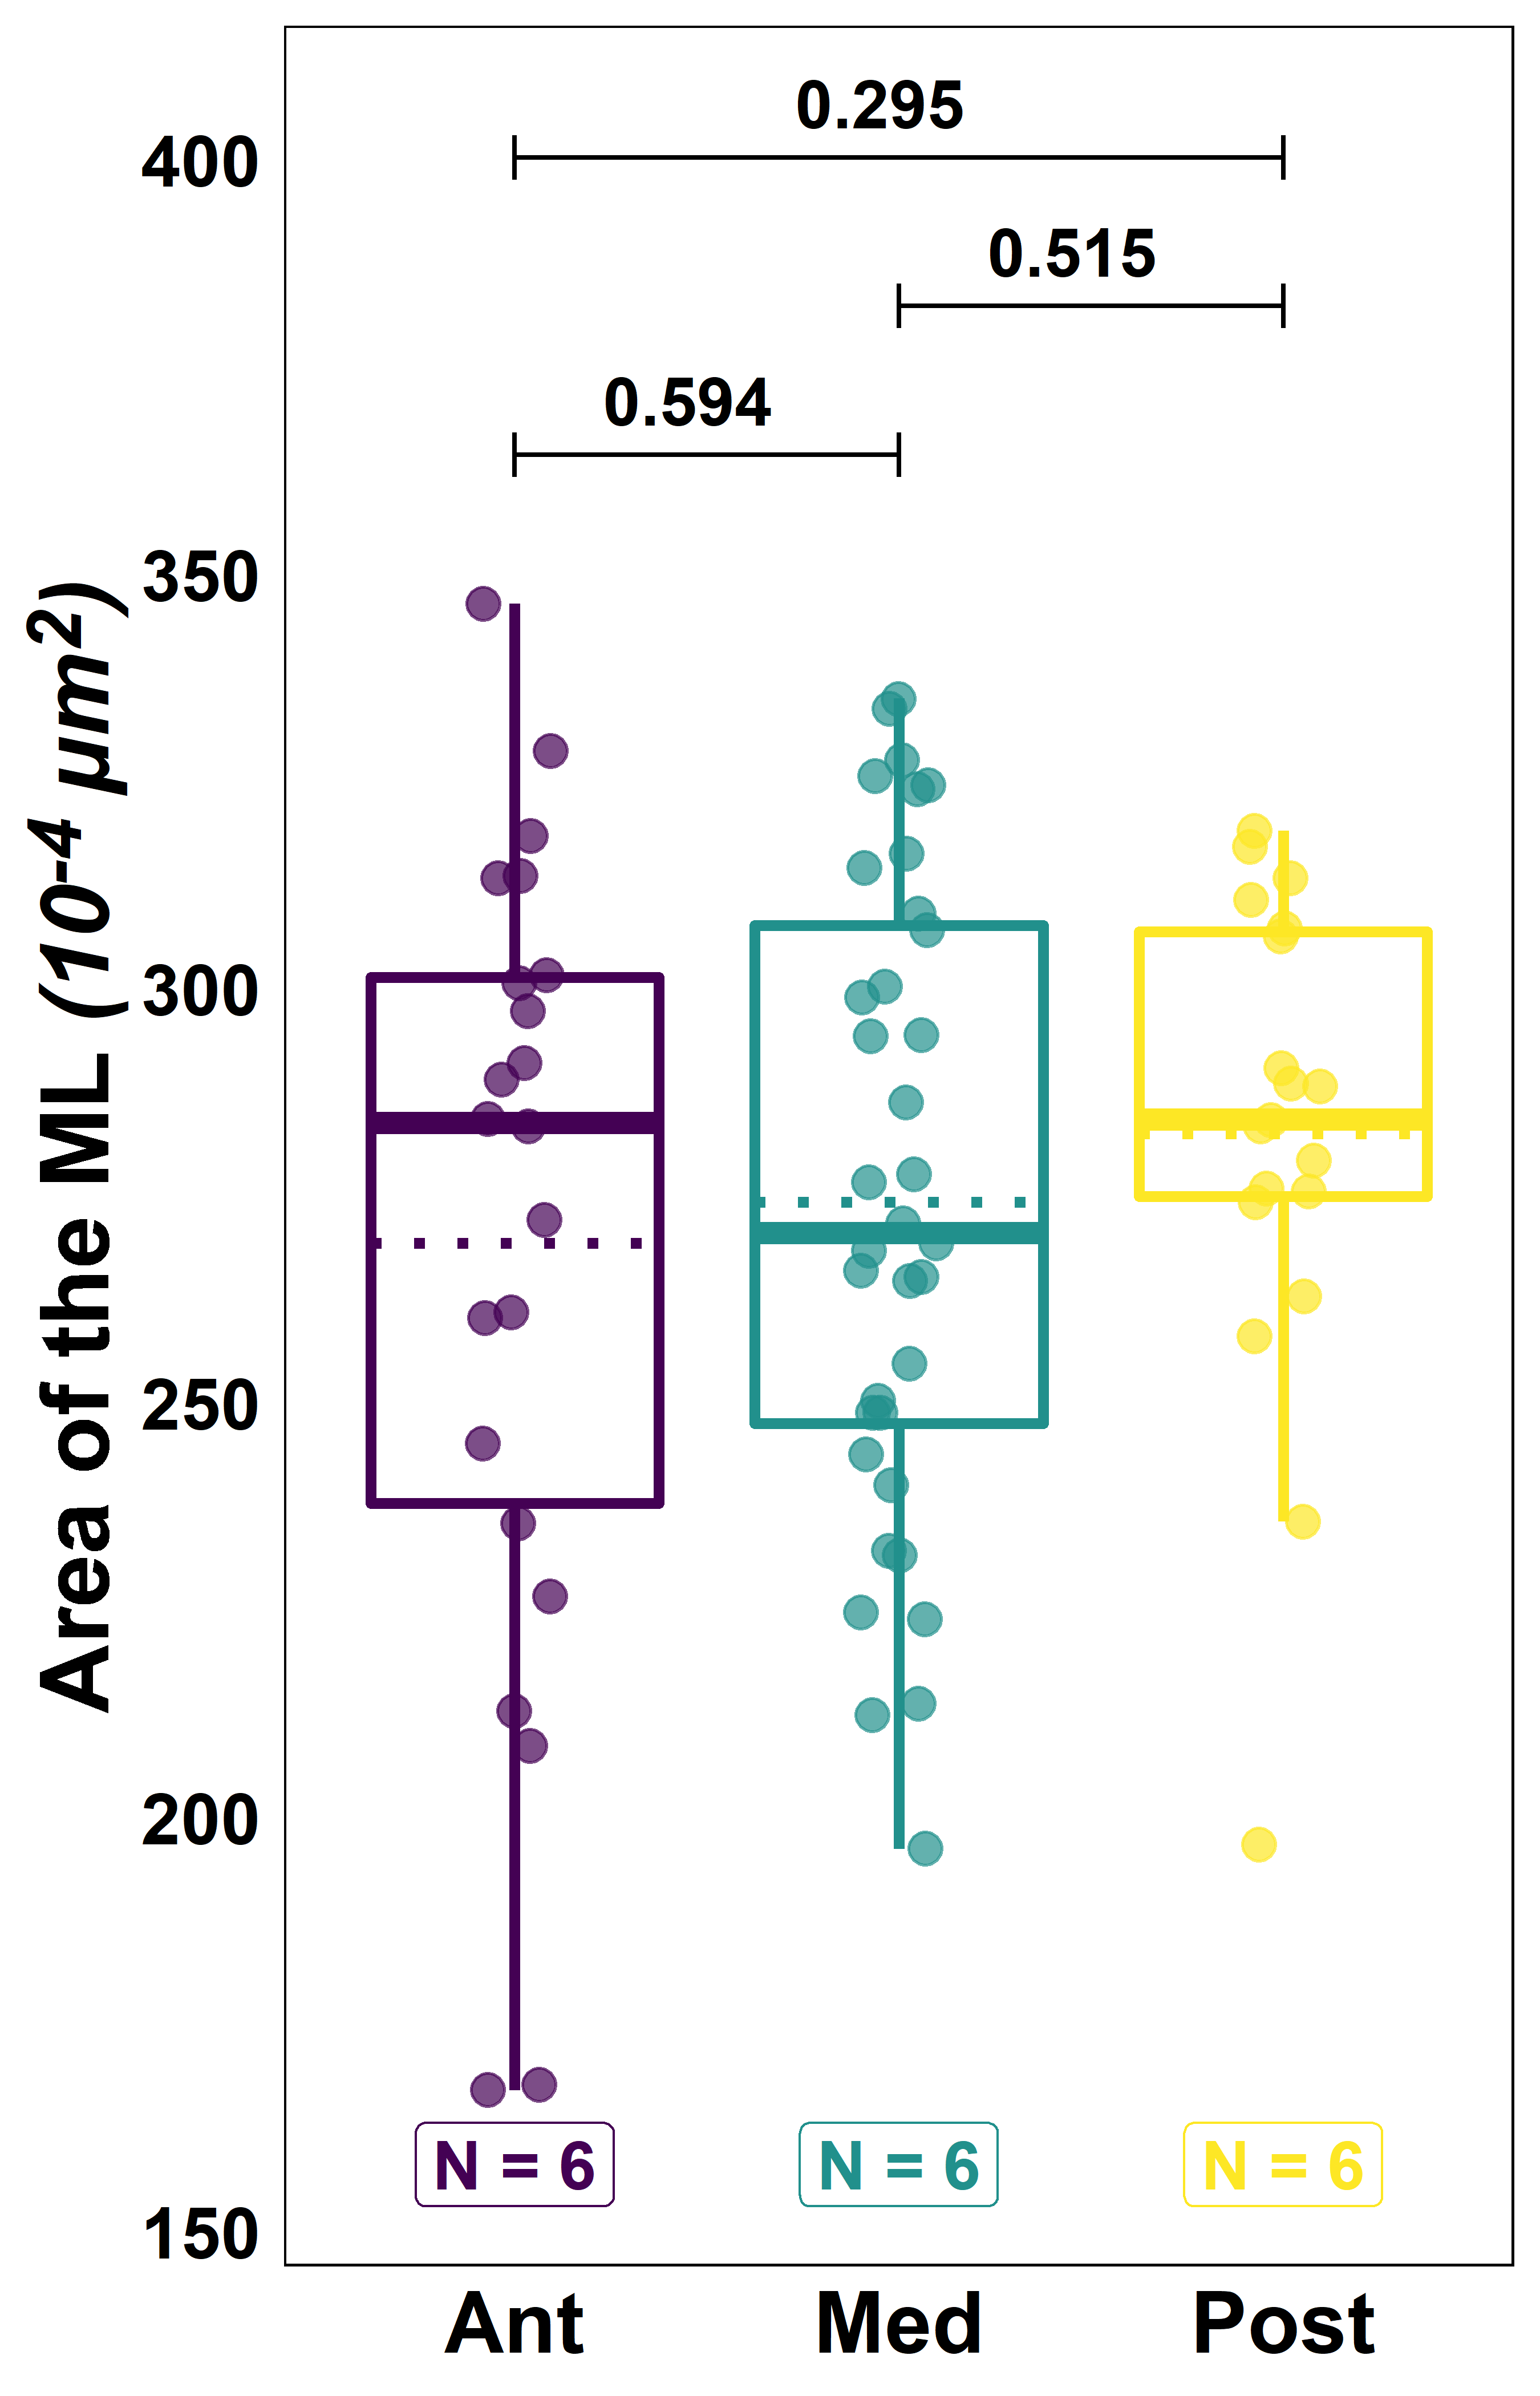 Area of the ML (10⁻⁴ µm²)
400
350
300
250
200
150
0.295
0.515
0.594
N = 6
N = 6
N = 6
Ant
Med
Post